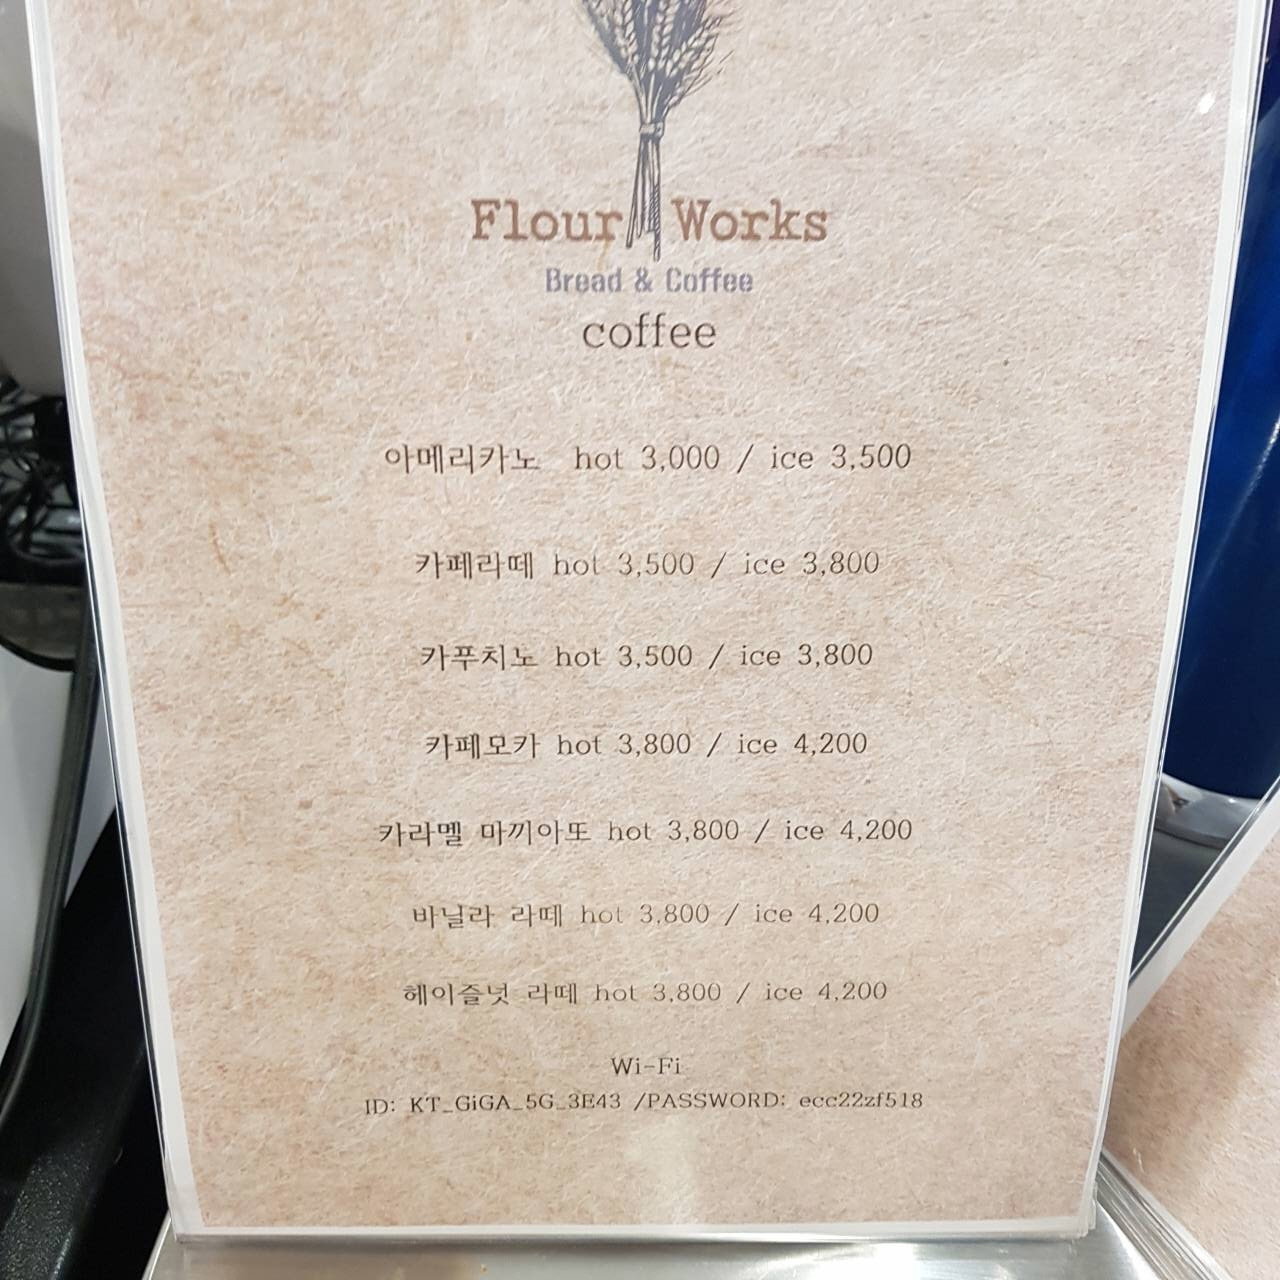 Flour Works
Bread & Coffee
coffee
아메리카노 hot 3,000 / ice 3,500
카페라떼 hot 3,500 / ice 3,800
카푸치노 hot 3,500 / ice 3,800
카페모카 hot 3,800 / ice 4,200
카라멜 마끼아또 hot 3,800 / ice 4,200
바닐라 라떼 hot 3,800 / ice 4,200
헤이즐넛 라떼 hot 3,800 / ice 4,200
Wi-Fi
ID: KT_GiGA_5G_3E43 /PASSWORD: ecc22zf518